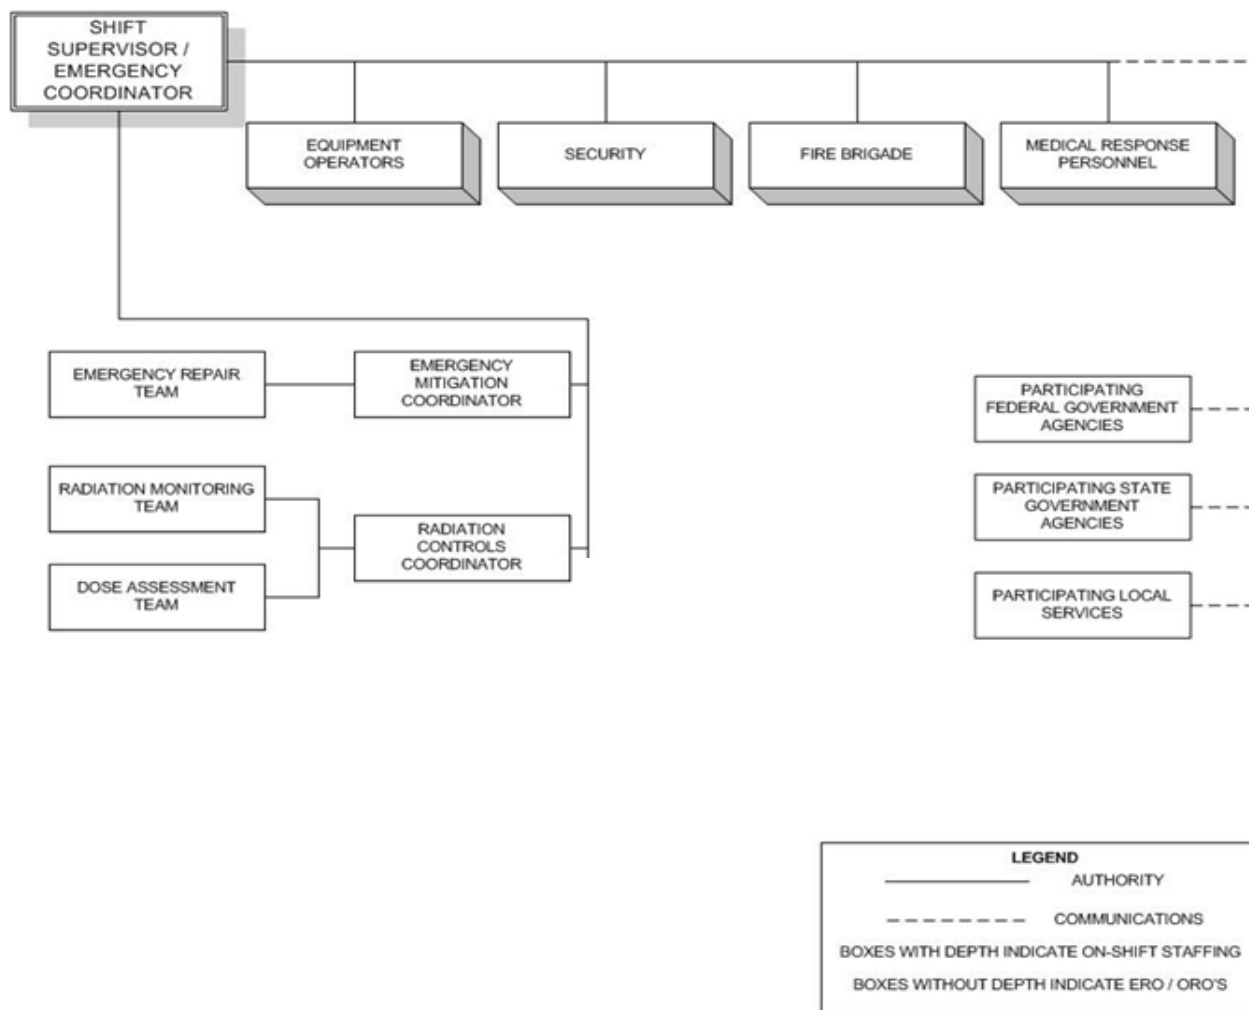 SHIFT
SUPERVISOR /
EMERGENCY
COORDINATOR
EQUIPMENT
OPERATORS
SECURITY
FIRE BRIGADE
MEDICAL RESPONSE
PERSONNEL
EMERGENCY REPAIR
TEAM
EMERGENCY
MITIGATION
COORDINATOR
RADIATION MONITORING
TEAM
RADIATION
CONTROLS
COORDINATOR
DOSE ASSESSMENT
TEAM
PARTICIPATING
FEDERAL GOVERNMENT
AGENCIES
PARTICIPATING STATE
GOVERNMENT
AGENCIES
PARTICIPATING LOCAL
SERVICES
LEGEND
AUTHORITY
COMMUNICATIONS
BOXES WITH DEPTH INDICATE ON-SHIFT STAFFING
BOXES WITHOUT DEPTH INDICATE ERO / ORO'S